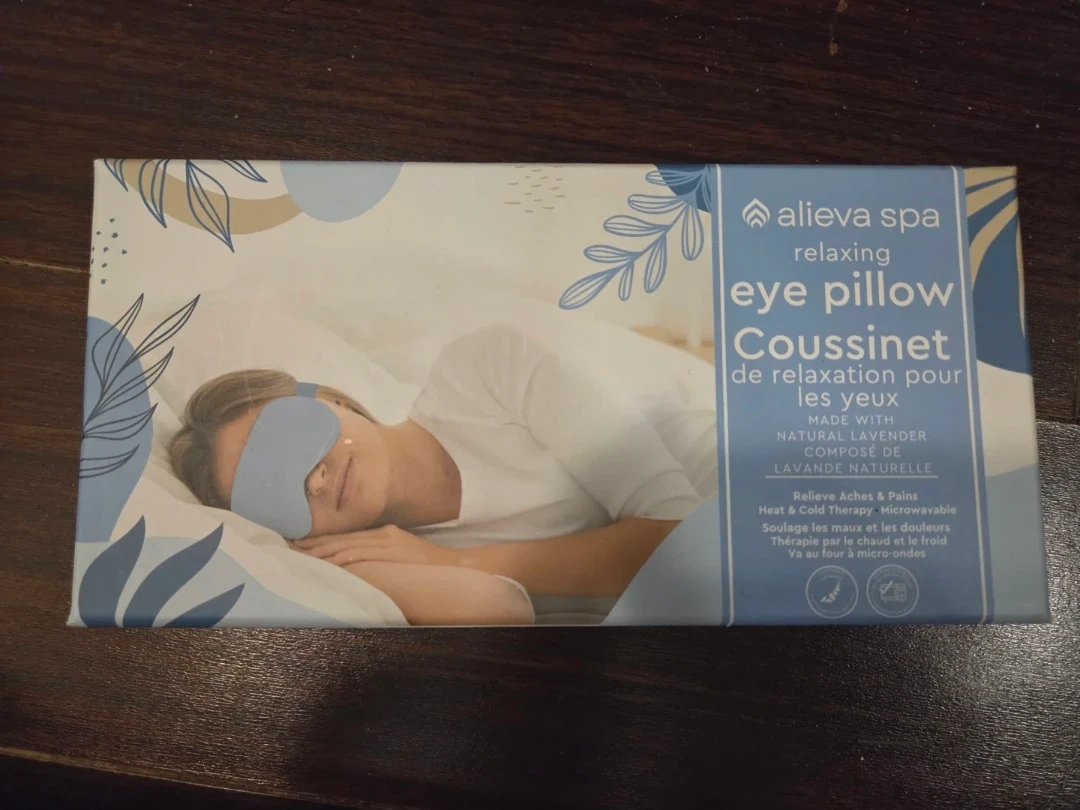 alieva spa
relaxing
eye pillow
Coussinet
de relaxation pour
les yeux
MADE WITH
NATURAL LAVENDER
COMPOSÉ DE
LAVANDE NATURELLE
Relieve Aches & Pains
Heat & Cold Therapy · Microwavable
Soulage les maux et les douleurs
Thérapie par le chaud et le froid
Va au four à micro-ondes